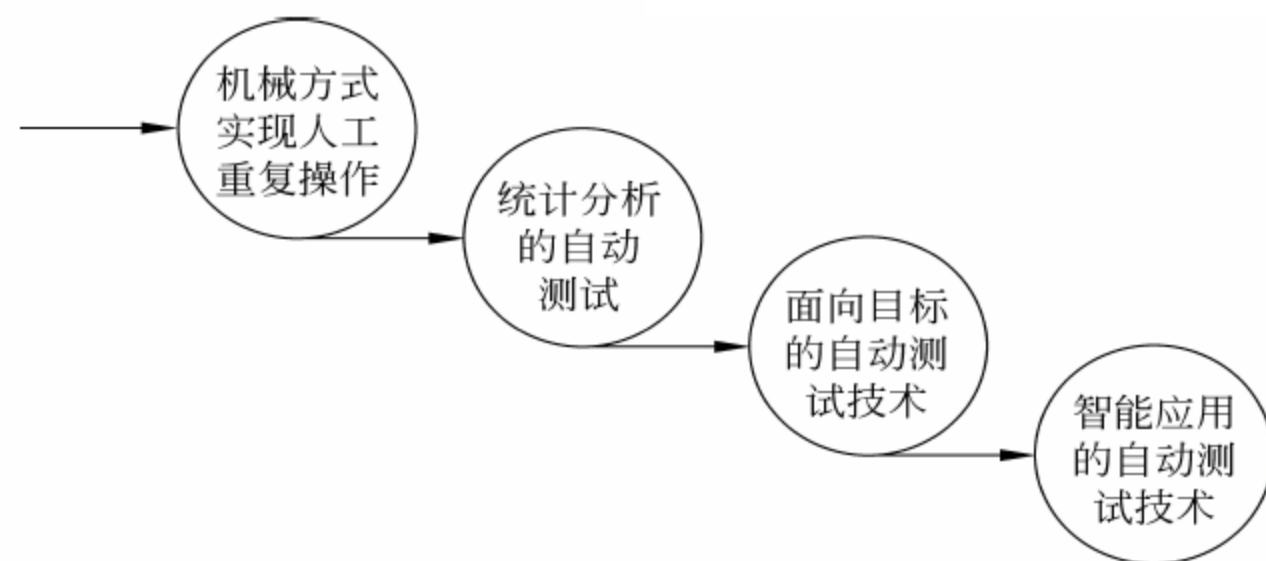 机械方式
实现人工
重复操作
统计分析
的自动
测试
面向目标
的自动测
试技术
智能应用
的自动测
试技术